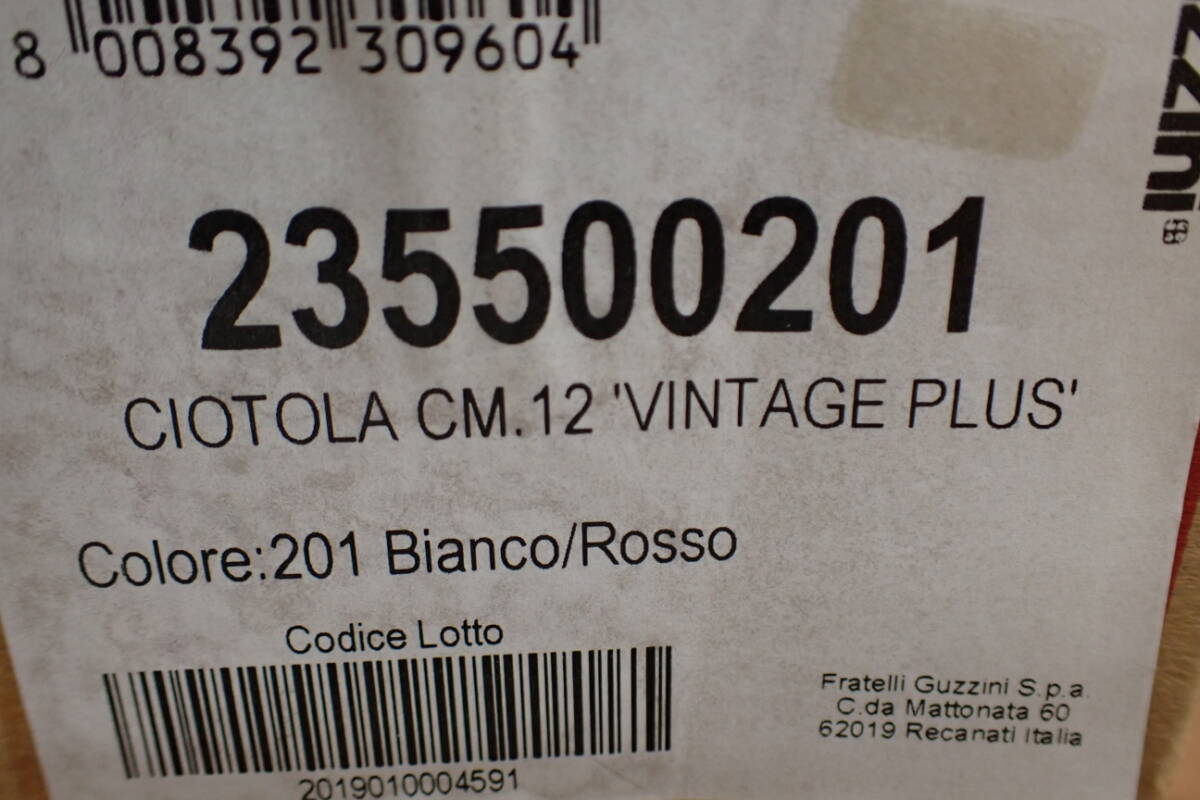 8 008392 309604
zzini
235500201
CIOTOLA CM.12 'VINTAGE PLUS'
Colore:201 Bianco/Rosso
Codice Lotto
2019010004591
Fratelli Guzzini S.p.a.
C.da Mattonata 60
62019 Recanati Italia